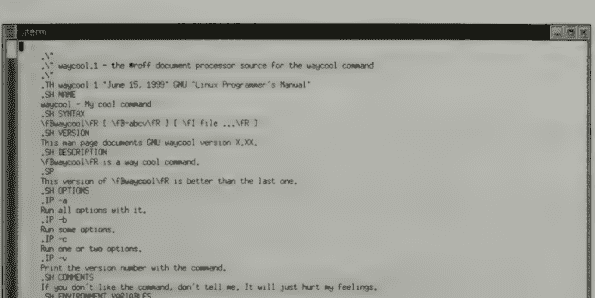 xterm
.\"
.\" waycool.1 - the #roff document processor source for the waycool command
.\"
.TH waycool 1 "June 15, 1999" GNU "Linux Programmer's Manual"
.SH NAME
waycool - My cool command
.SH SYNTAX
\fBwaycool\fR [ \fB-abcv\fR ] [ \fI file ...\fR ]
.SH VERSION
This man page documents GNU waycool version X.XX.
.SH DESCRIPTION
\fBwaycool\fR is a way cool command.
.SP
This version of \fBwaycool\fR is better than the last one.
.SH OPTIONS
.IP -a
Run all options with it.
.IP -b
Run some options.
.IP -c
Run one or two options.
.IP -v
Print the version number with the command.
.SH COMMENTS
If you don't like the command, don't tell me. It will just hurt my feelings.
.SH ENVIRONMENT VARIABLES